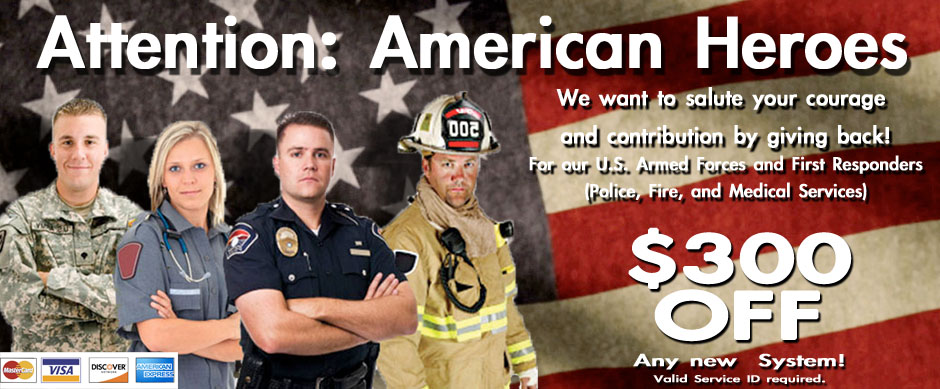 Attention: American Heroes
We want to salute your courage
and contribution by giving back!
For our U.S. Armed Forces and First Responders
(Police, Fire, and Medical Services)
$300
OFF
Any new System!
Valid Service ID required.
MasterCard VISA DISCOVER AMERICAN EXPRESS